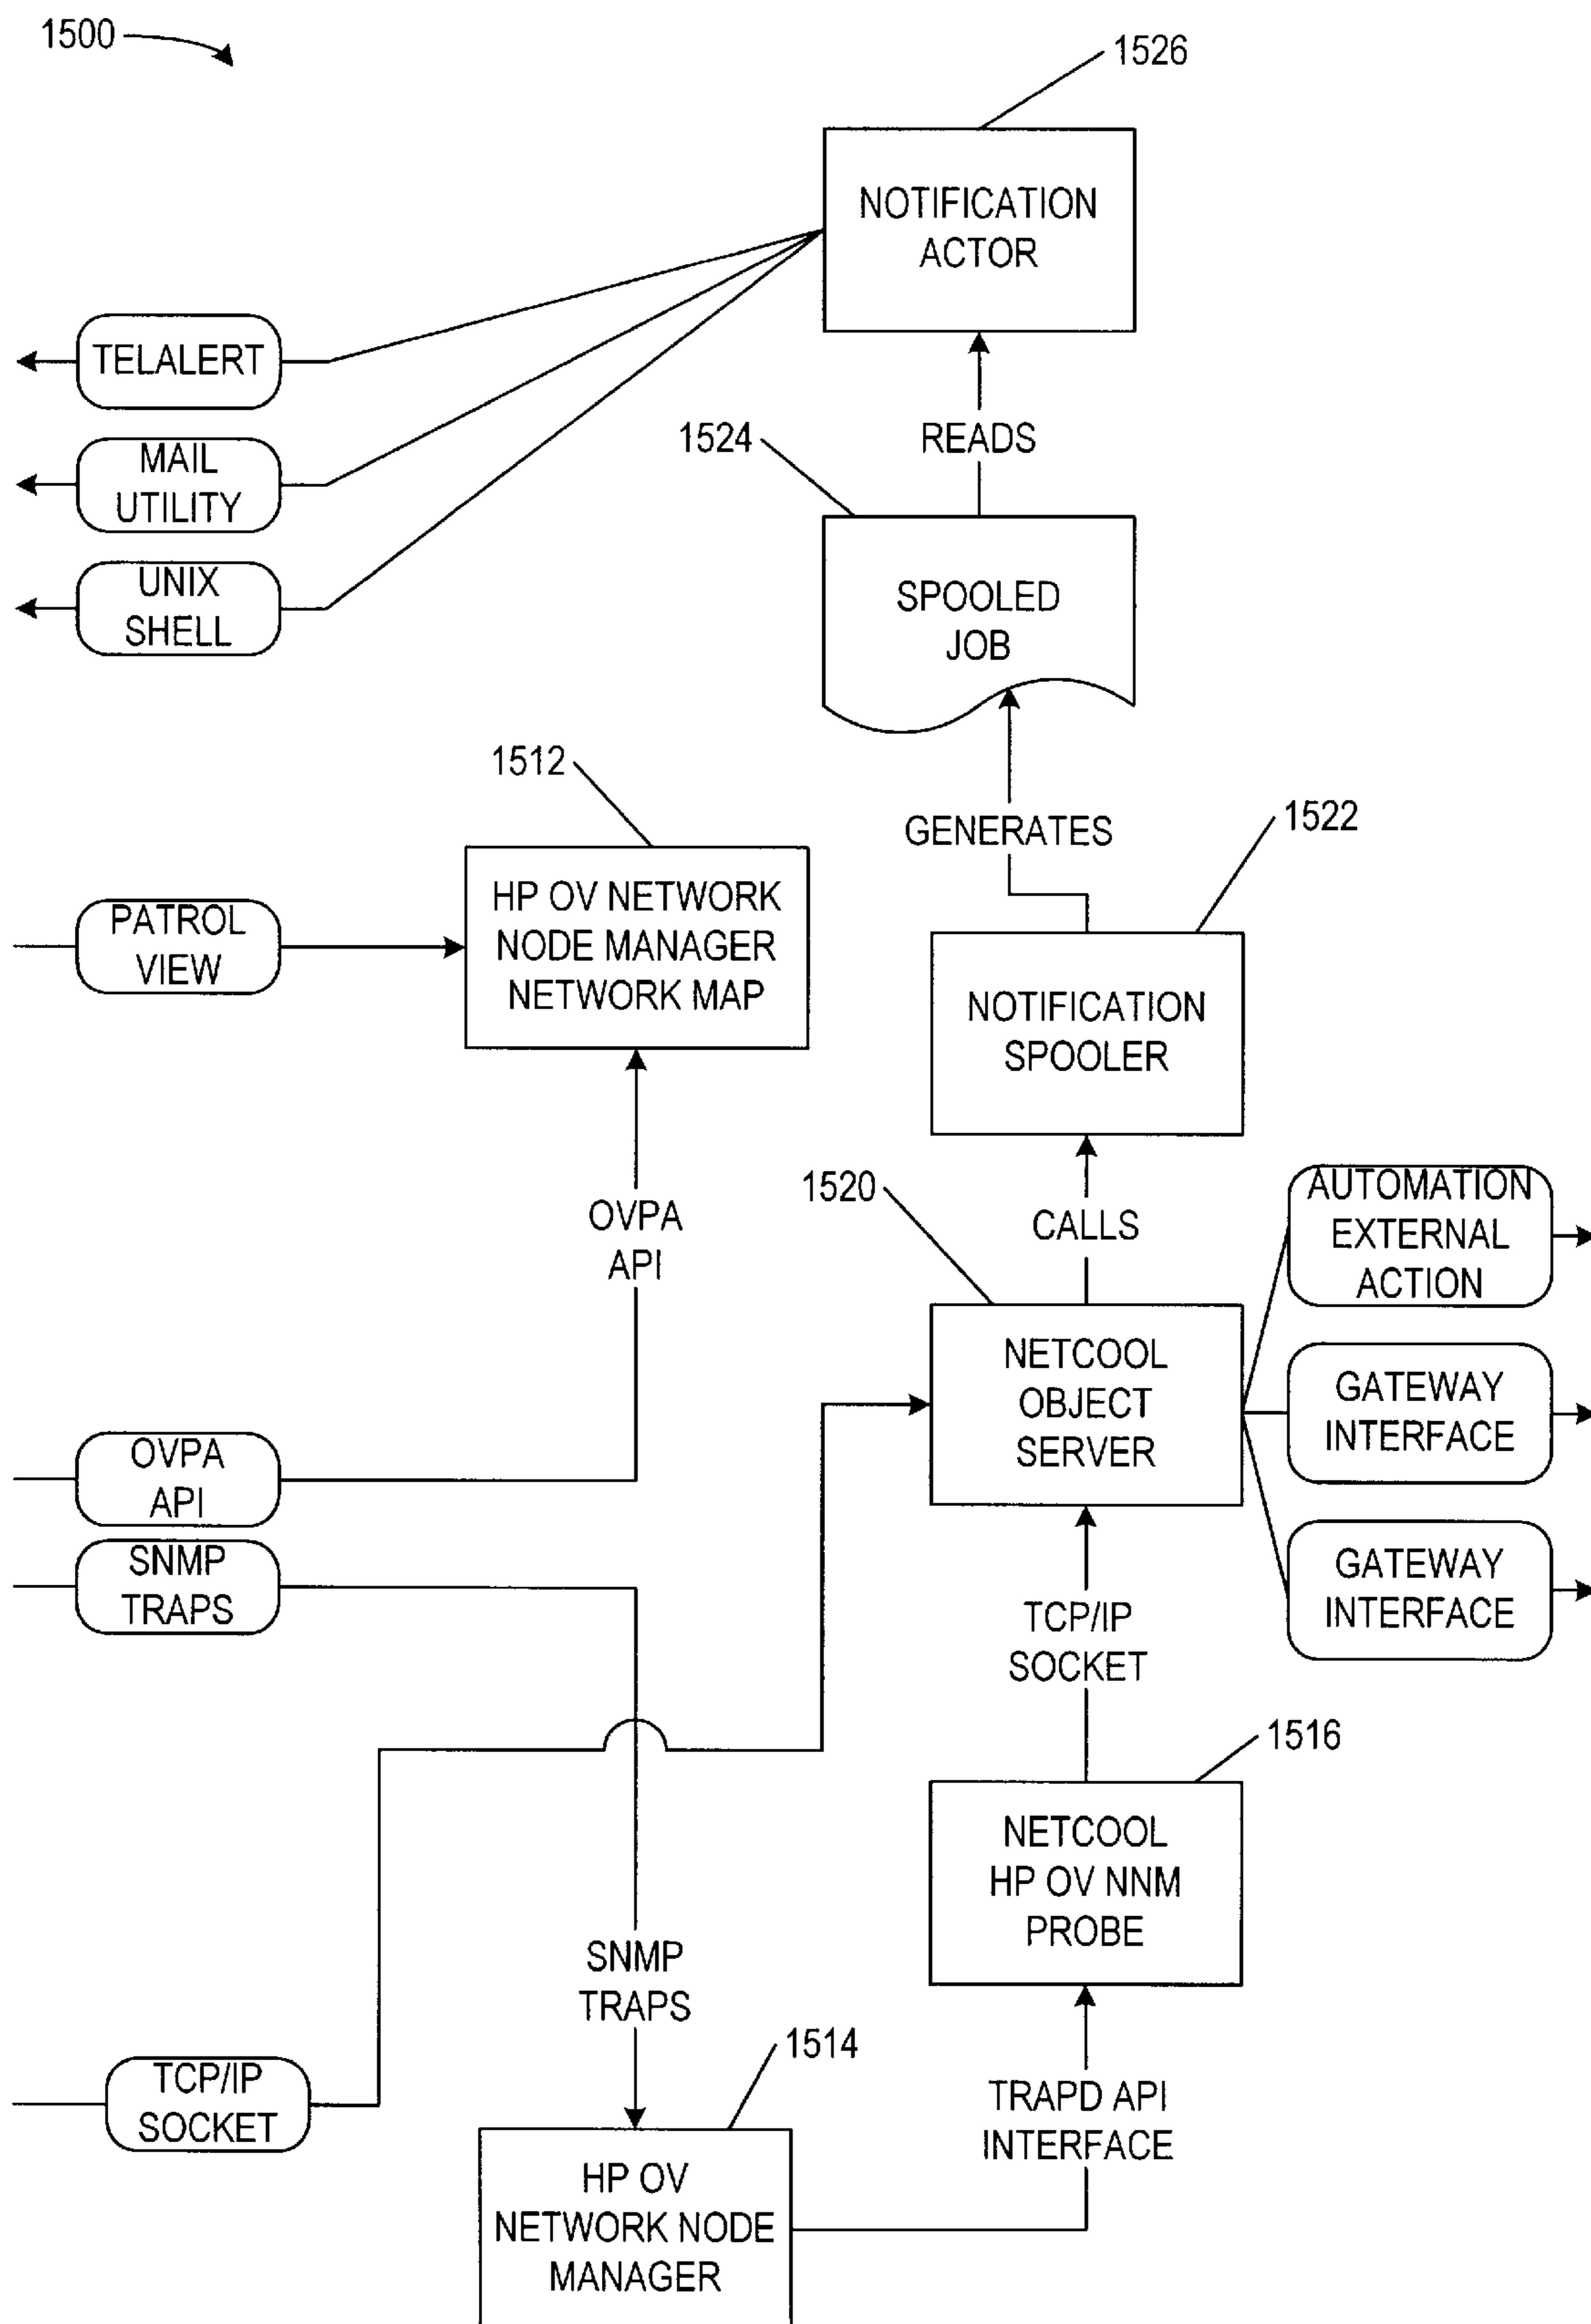 1500
1526
NOTIFICATION
ACTOR
TELALERT
MAIL
UTILITY
UNIX
SHELL
1524
READS
SPOOLED
JOB
1512
GENERATES
1522
HP OV NETWORK
NODE MANAGER
NETWORK MAP
PATROL
VIEW
NOTIFICATION
SPOOLER
OVPA
API
1520
CALLS
AUTOMATION
EXTERNAL
ACTION
NETCOOL
OBJECT
SERVER
GATEWAY
INTERFACE
OVPA
API
SNMP
TRAPS
GATEWAY
INTERFACE
TCP/IP
SOCKET
1516
NETCOOL
HP OV NNM
PROBE
SNMP
TRAPS
1514
TCP/IP
SOCKET
TRAPD API
INTERFACE
HP OV
NETWORK NODE
MANAGER